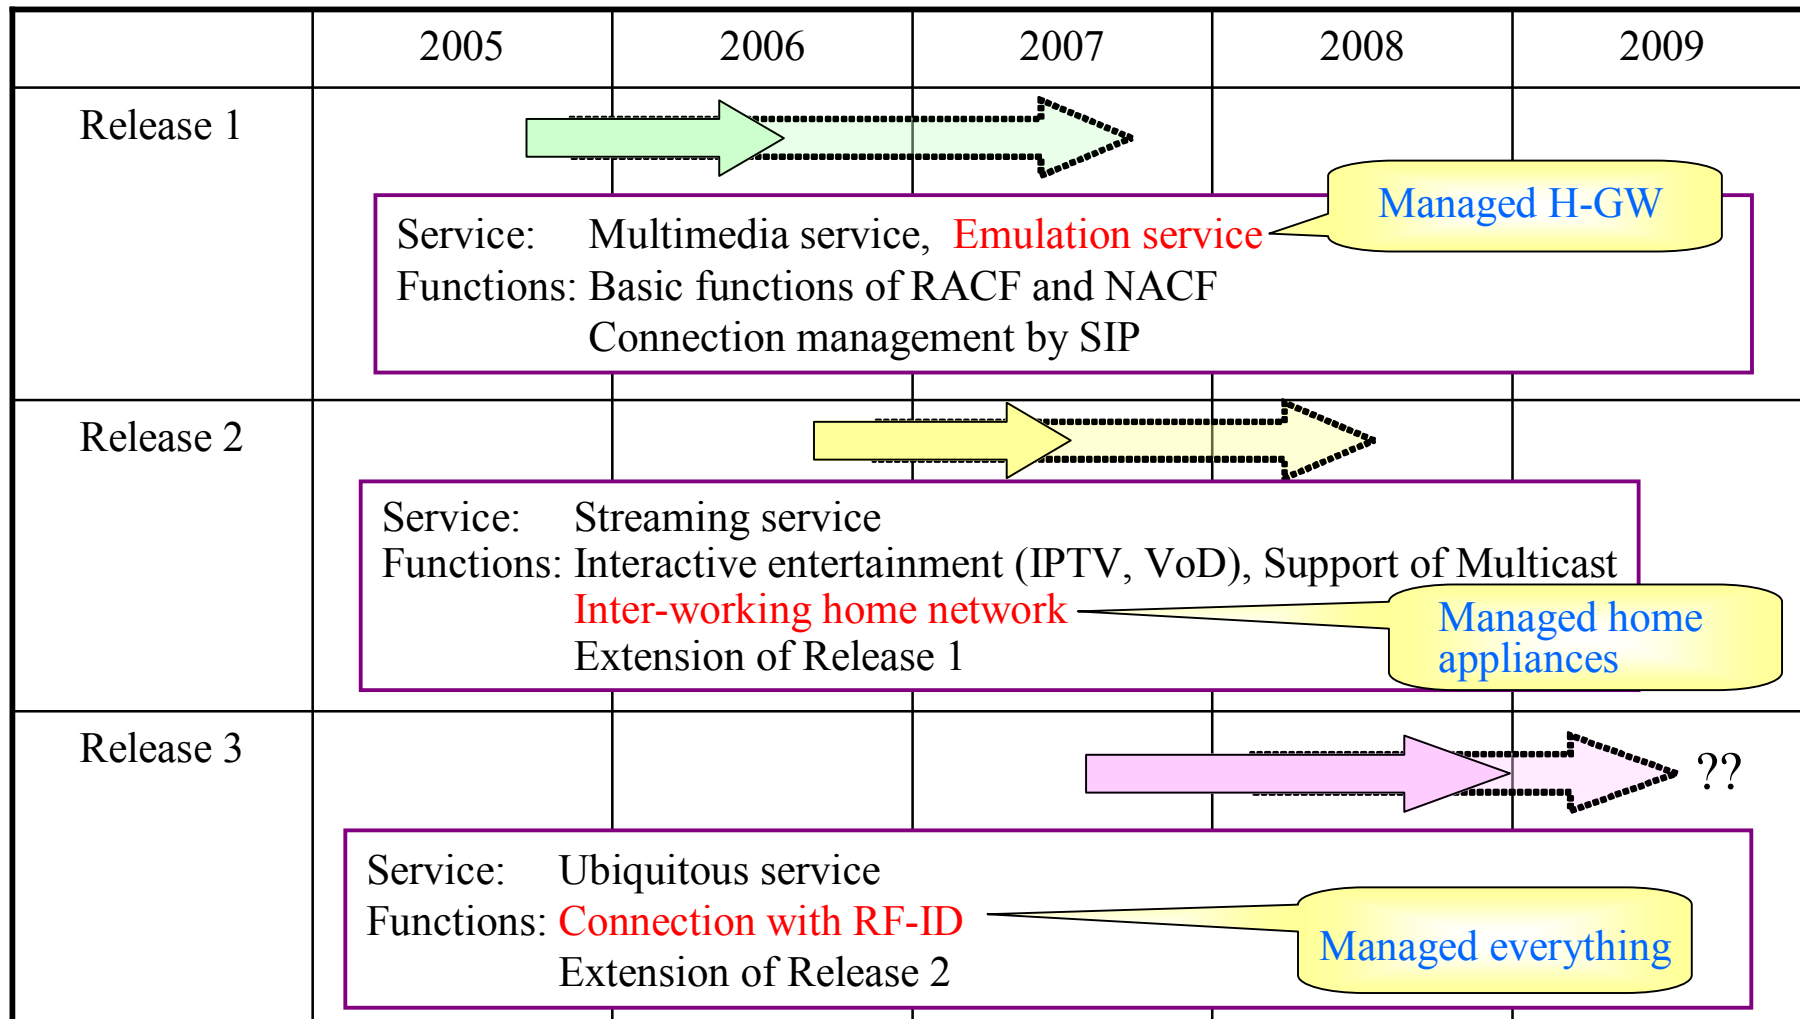 2005 2006 2007 2008 2009
Release 1
Managed H-GW
Service: Multimedia service, Emulation service
Functions: Basic functions of RACF and NACF
Connection management by SIP
Release 2
Service: Streaming service
Functions: Interactive entertainment (IPTV, VoD), Support of Multicast
Inter-working home network
Managed home
appliances
Extension of Release 1
Release 3
??
Service: Ubiquitous service
Functions: Connection with RF-ID
Managed everything
Extension of Release 2